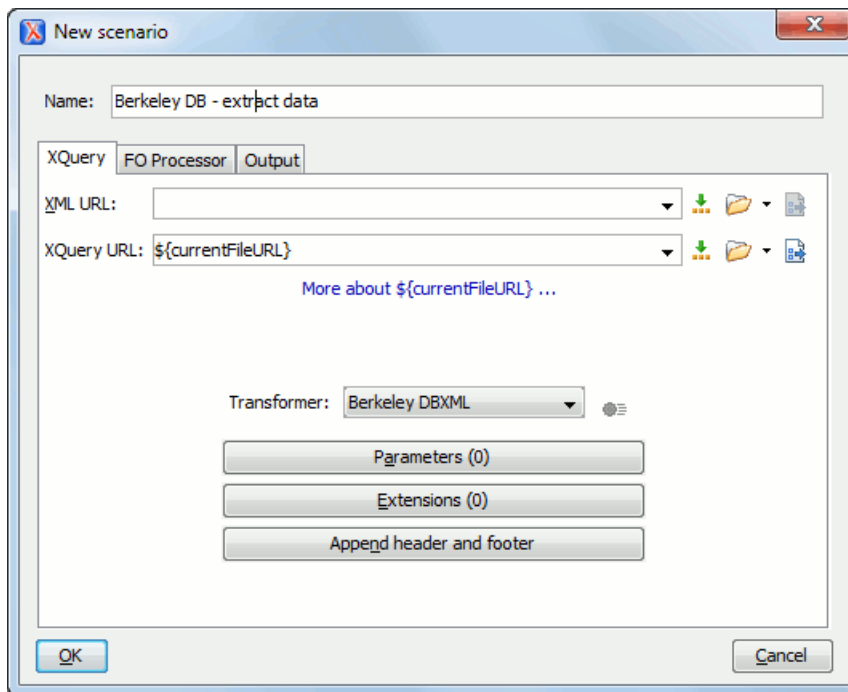 New scenario
Name: Berkeley DB - extract data
XQuery FO Processor Output
XML URL:
XQuery URL: ${currentFileURL}
More about ${currentFileURL} ...
Transformer: Berkeley DBXML
Parameters (0)
Extensions (0)
Append header and footer
OK Cancel